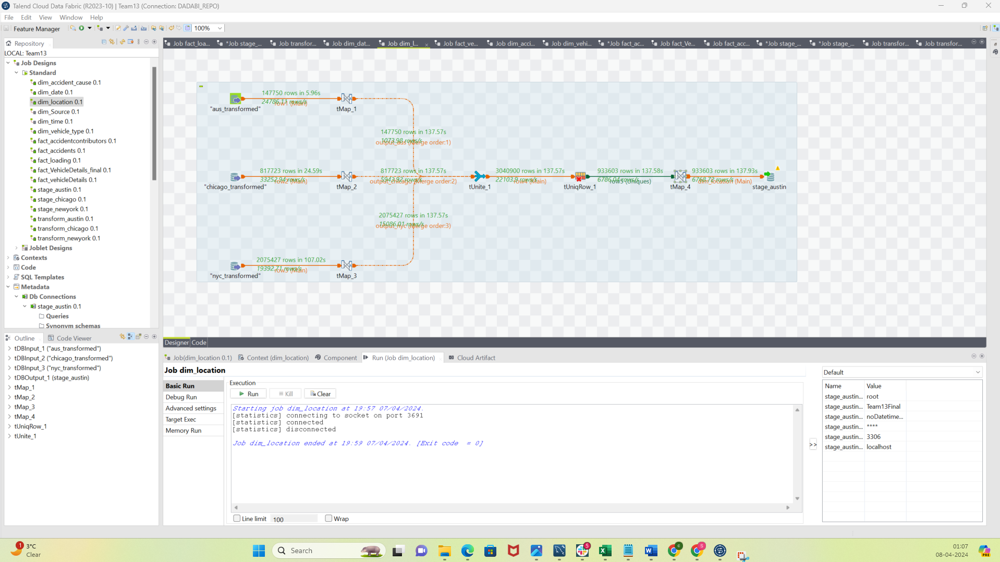 Talend Cloud Data Fabric (R2023-10) | Team13 (Connection: DADABI_REPO)
File Edit View Window Help
Feature Manager 100%
Repository
LOCAL: Team13
Job Designs
Standard
dim_accident_cause 0.1
dim_date 0.1
dim_location 0.1
dim_Source 0.1
dim_time 0.1
dim_vehicle_type 0.1
fact_accidentcontributors 0.1
fact_accidents 0.1
fact_loading 0.1
fact_VehicleDetails_final 0.1
fact_vehicleDetails 0.1
stage_austin 0.1
stage_chicago 0.1
stage_newyork 0.1
transform_austin 0.1
transform_chicago 0.1
transform_newyork 0.1
Joblet Designs
Contexts
Code
SQL Templates
Metadata
Db Connections
stage_austin 0.1
Queries
Synonym schemas
Outline Code Viewer
tDBInput_1 ("aus_transformed")
tDBInput_2 ("chicago_transformed")
tDBInput_3 ("nyc_transformed")
tDBOutput_1 (stage_austin)
tMap_1
tMap_2
tMap_3
tMap_4
tUniqRow_1
tUnite_1
Job fact_loa... *Job stage_... Job transfor... Job dim_dat... Job dim_l... Job fact_ve... Job dim_acci... Job dim_vehi... *Job fact_ac... Job fact_Ve... Job fact_acc... *Job stage_... *Job stage_... Job transfor... Job transfor...
147750 rows in 5.96s
24786.11 rows/s
row1 (Main)
"aus_transformed" tMap_1
147750 rows in 137.57s
1073.98 rows/s
output_aus (Merge order:1)
817723 rows in 24.59s 817723 rows in 137.57s 3040900 rows in 137.57s 933603 rows in 137.58s 933603 rows in 137.93s
33252.94 rows/s 5943.92 rows/s 22103.9 rows/s 6786.04 rows/s 6768.72 rows/s
row2 (Main) output_chicago (Merge order:2) row4 (Main) row5 (Uniques) dim_location (Main)
"chicago_transformed" tMap_2 tUnite_1 tUniqRow_1 tMap_4 stage_austin
2075427 rows in 137.57s
15086.01 rows/s
output_nyc (Merge order:3)
2075427 rows in 107.02s
19392.71 rows/s
row3 (Main)
"nyc_transformed" tMap_3
Designer Code
Job(dim_location 0.1) Context (dim_location) Component Run (Job dim_location) Cloud Artifact
Job dim_location
Basic Run
Debug Run
Advanced settings
Target Exec
Memory Run
Execution
Run Kill Clear
Starting job dim_location at 19:57 07/04/2024.
[statistics] connecting to socket on port 3691
[statistics] connected
[statistics] disconnected
Job dim_location ended at 19:59 07/04/2024. [Exit code = 0]
Line limit 100 Wrap
>>
Default
Name Value
stage_austin... root
stage_austin... Team13Final
stage_austin... noDatetime...
stage_austin... ****
stage_austin... 3306
stage_austin... localhost
1
3°C
Clear
Search
5
C
S
01:07
08-04-2024
PRE